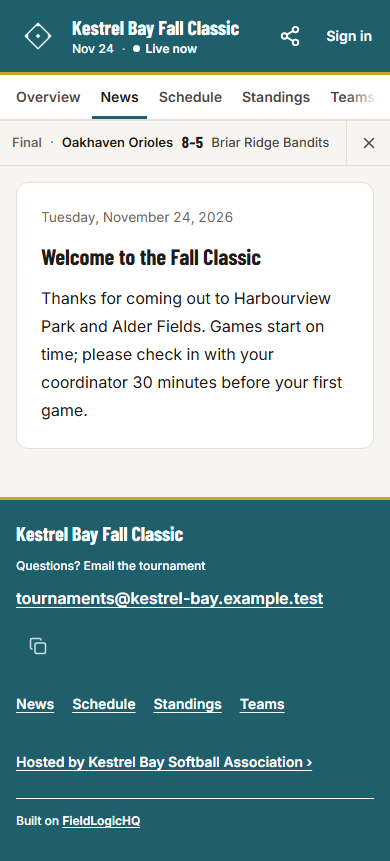 Kestrel Bay Fall Classic
Nov 24 · Live now
Sign in
Overview News Schedule Standings Teams
Final · Oakhaven Orioles 8–5 Briar Ridge Bandits
Tuesday, November 24, 2026
Welcome to the Fall Classic
Thanks for coming out to Harbourview
Park and Alder Fields. Games start on
time; please check in with your
coordinator 30 minutes before your first
game.
Kestrel Bay Fall Classic
Questions? Email the tournament
tournaments@kestrel-bay.example.test
News Schedule Standings Teams
Hosted by Kestrel Bay Softball Association ›
Built on FieldLogicHQ